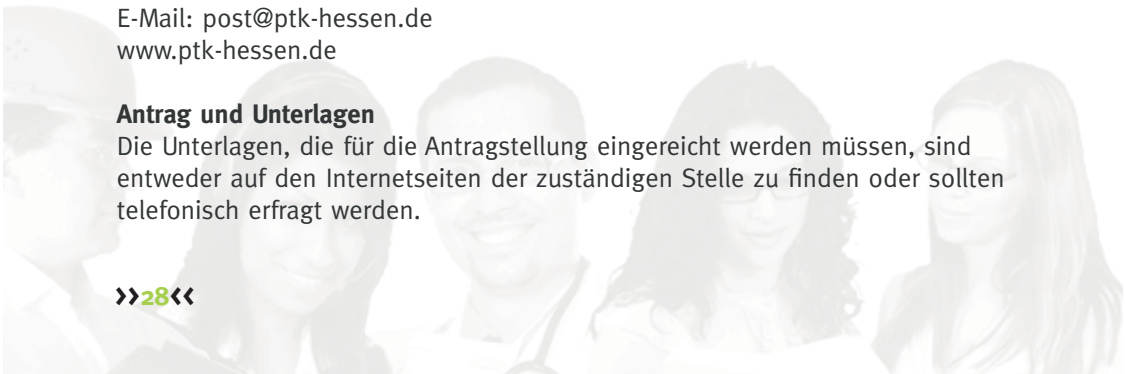 E-Mail: post@ptk-hessen.de
www.ptk-hessen.de
Antrag und Unterlagen
Die Unterlagen, die für die Antragstellung eingereicht werden müssen, sind
entweder auf den Internetseiten der zuständigen Stelle zu finden oder sollten
telefonisch erfragt werden.
>>28<<